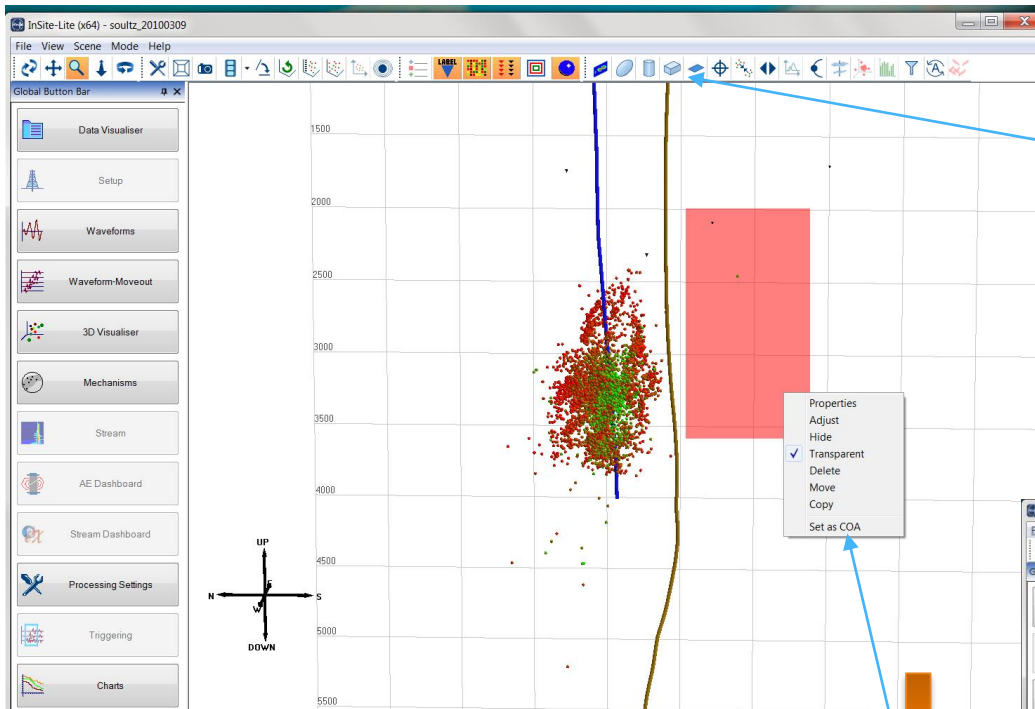 InSite-Lite (x64) - soultz_20100309
File View Scene Mode Help
LABEL
Global Button Bar
Data Visualiser
Setup
Waveforms
Waveform-Moveout
3D Visualiser
Mechanisms
Stream
AE Dashboard
Stream Dashboard
Processing Settings
Triggering
Charts
1500
2000
2500
3000
3500
4000
4500
5000
5500
UP
E
N
S
W
DOWN
Properties
Adjust
Hide
Transparent
Delete
Move
Copy
Set as COA